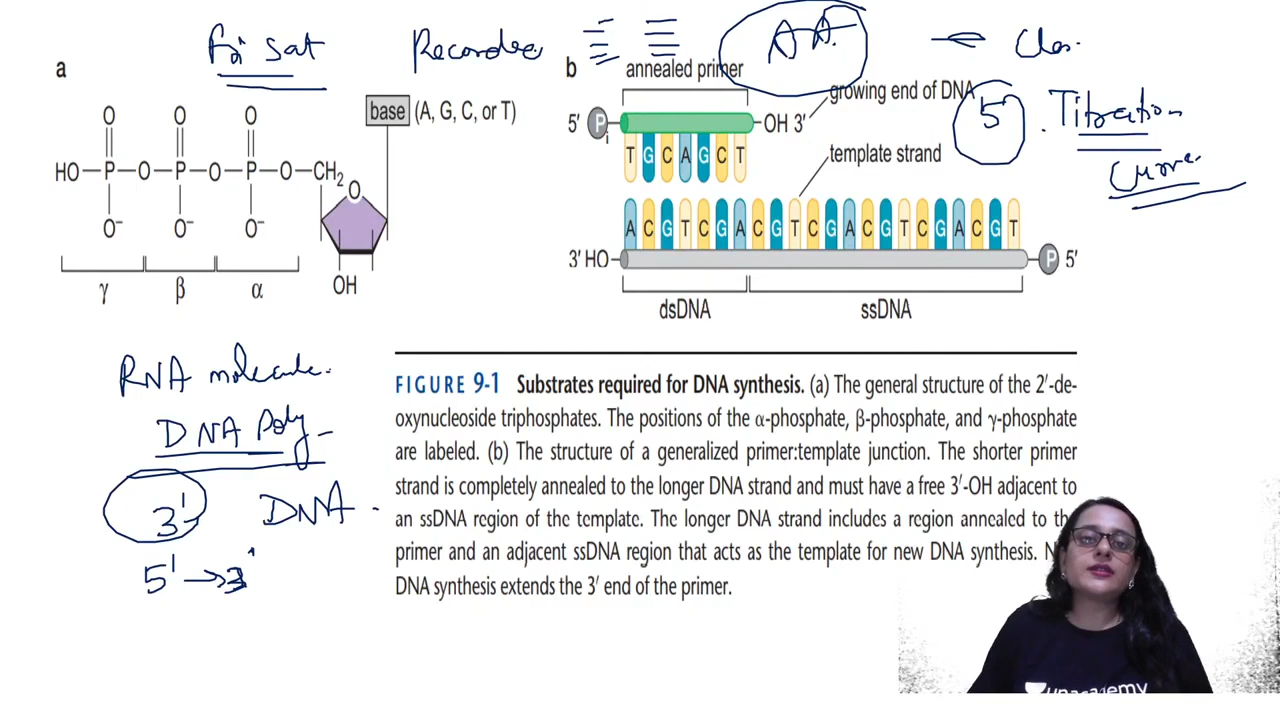 Fri sat Recorded AA ← Clas.
a
b
annealed primer
growing end of DNA
5' . Titration
Curve.
base (A, G, C, or T)
5' P OH 3'
i
template strand
T G C A G C T
O O O
HO P O P O P O CH2
O
O- O- O-
OH
γ β α
A C G T C G A C G T C G A C G T C G A C G T
3' HO P 5'
dsDNA ssDNA
RNA molecule.
DNA Poly-
3' DNA.
5' → 3'
FIGURE 9-1 Substrates required for DNA synthesis. (a) The general structure of the 2'-de-
oxynucleoside triphosphates. The positions of the α-phosphate, β-phosphate, and γ-phosphate
are labeled. (b) The structure of a generalized primer:template junction. The shorter primer
strand is completely annealed to the longer DNA strand and must have a free 3'-OH adjacent to
an ssDNA region of the template. The longer DNA strand includes a region annealed to th
primer and an adjacent ssDNA region that acts as the template for new DNA synthesis. N
DNA synthesis extends the 3' end of the primer.
unacademy